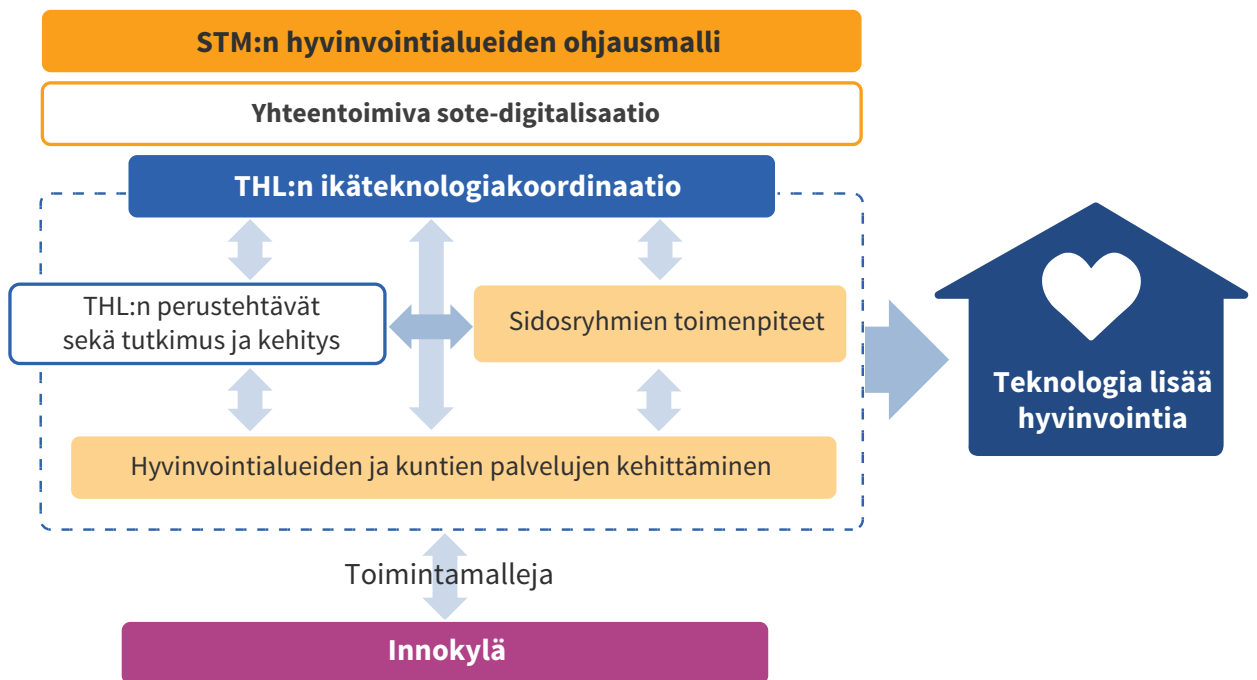 STM:n hyvinvointialueiden ohjausmalli
Yhteentoimiva sote-digitalisaatio
THL:n ikäteknologiakoordinaatio
THL:n perustehtävät
sekä tutkimus ja kehitys
Sidosryhmien toimenpiteet
Hyvinvointialueiden ja kuntien palvelujen kehittäminen
Teknologia lisää
hyvinvointia
Toimintamalleja
Innokylä